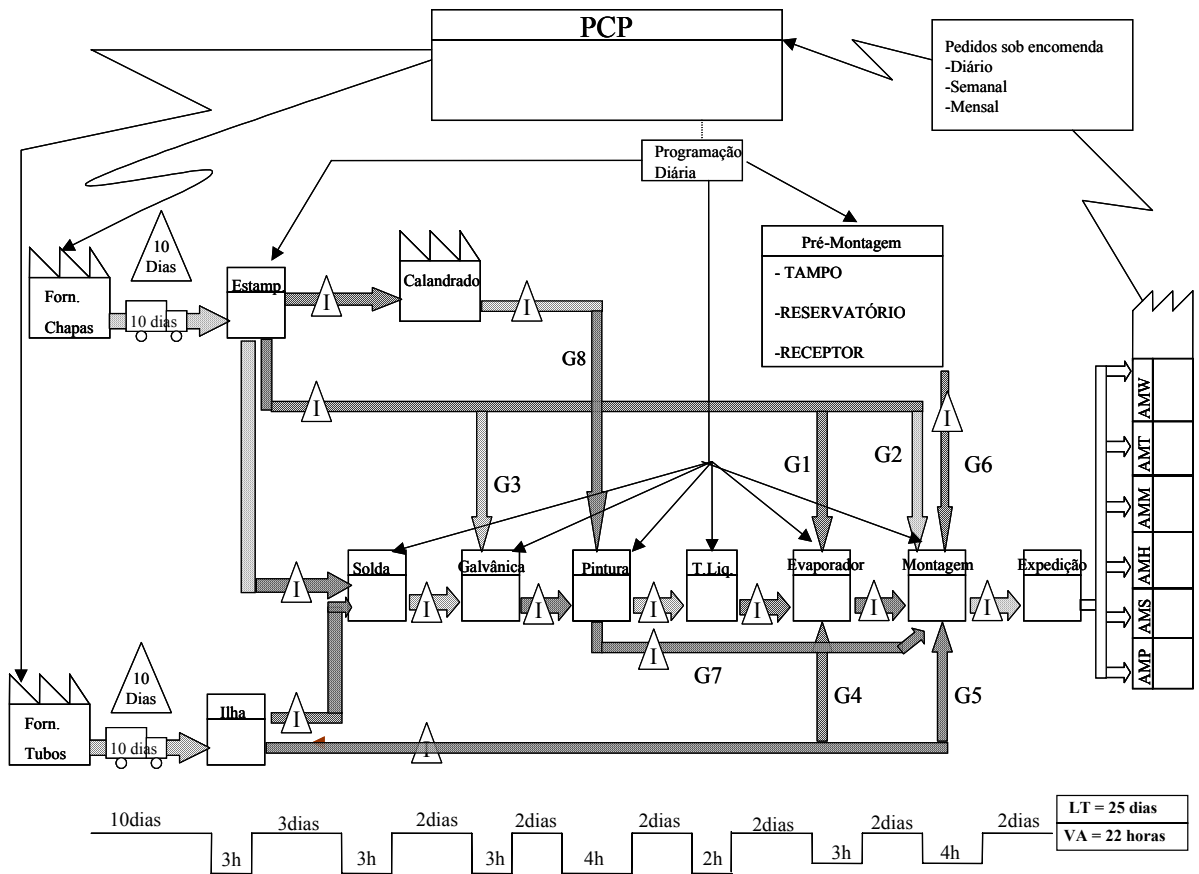 PCP
Pedidos sob encomenda
-Diário
-Semanal
-Mensal
Programação
Diária
Pré-Montagem
- TAMPO
-RESERVATÓRIO
-RECEPTOR
10
Dias
Forn.
Chapas
10 dias
Estamp.
I
Calandrado
I
G8
I
G3
G1
G2
I
G6
AMW
AMT
AMM
AMH
AMS
AMP
Solda
Galvânica
Pintura
T.Liq
Evaporador
Montagem
Expedição
I
I
I
I
I
I
I
I
G7
G4
G5
10
Dias
Forn.
Tubos
10 dias
Ilha
I
I
10dias
3dias
2dias
2dias
2dias
2dias
2dias
2dias
3h
3h
3h
4h
2h
3h
4h
LT = 25 dias
VA = 22 horas